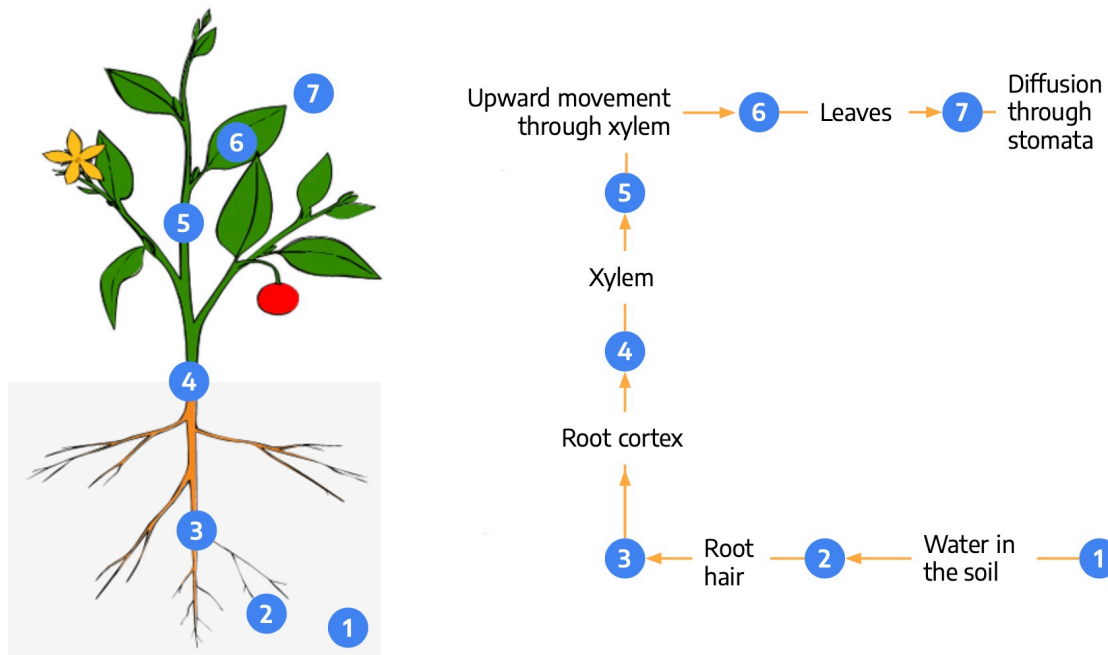 7
6
5
4
3
2
1
Upward movement
through xylem
6
Leaves
7
Diffusion
through
stomata
5
Xylem
4
Root cortex
3
Root
hair
2
Water in
the soil
1